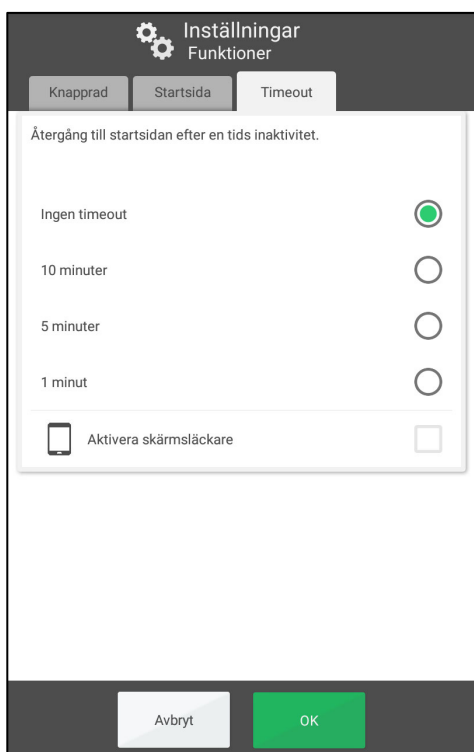 Inställningar
Funktioner
Knapprad
Startsida
Timeout
Återgång till startsidan efter en tids inaktivitet.
Ingen timeout
10 minuter
5 minuter
1 minut
Aktivera skärmsläckare
Avbryt
OK